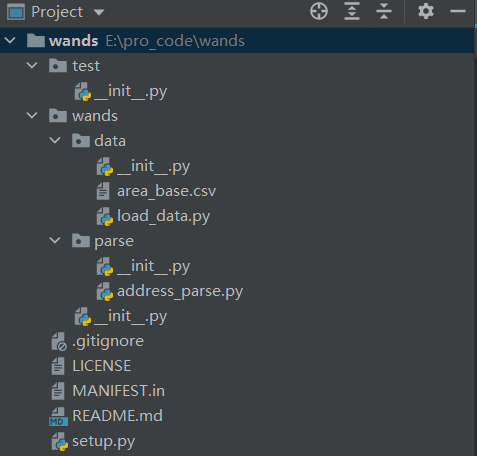 Project
wands E:\pro_code\wands
test
__init__.py
wands
data
__init__.py
area_base.csv
load_data.py
parse
__init__.py
address_parse.py
__init__.py
.gitignore
LICENSE
MANIFEST.in
MD README.md
setup.py